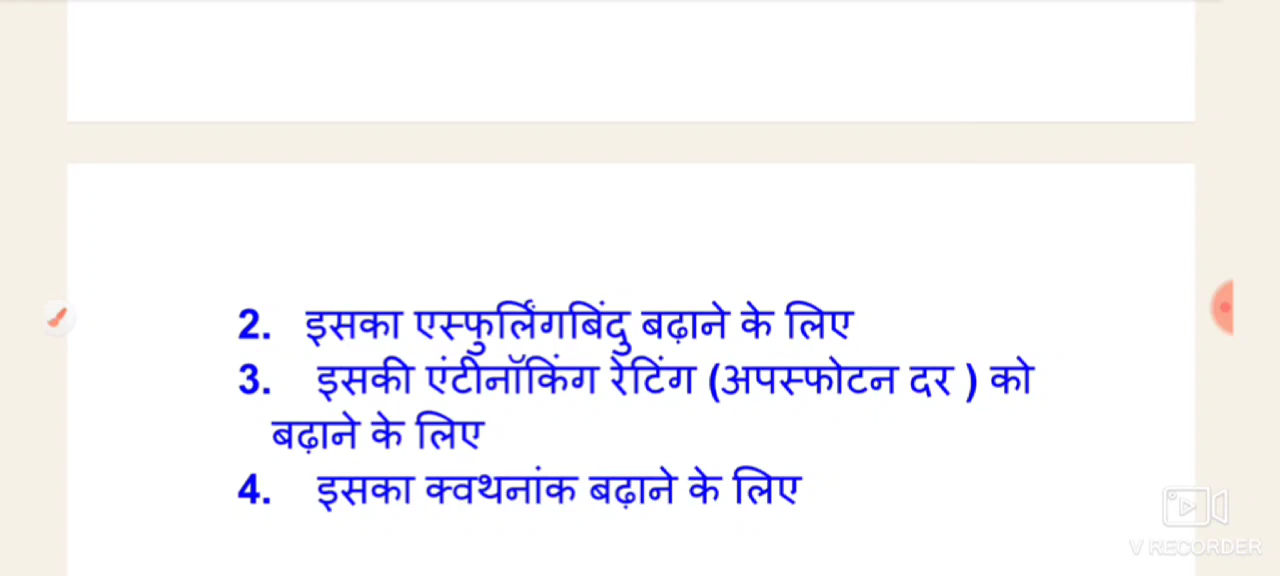 2. इसका एस्फुर्लिंगबिंदु बढ़ाने के लिए
3. इसकी एंटीनॉकिंग रेटिंग (अपस्फोटन दर ) को
बढ़ाने के लिए
4. इसका क्वथनांक बढ़ाने के लिए
V RECORDER